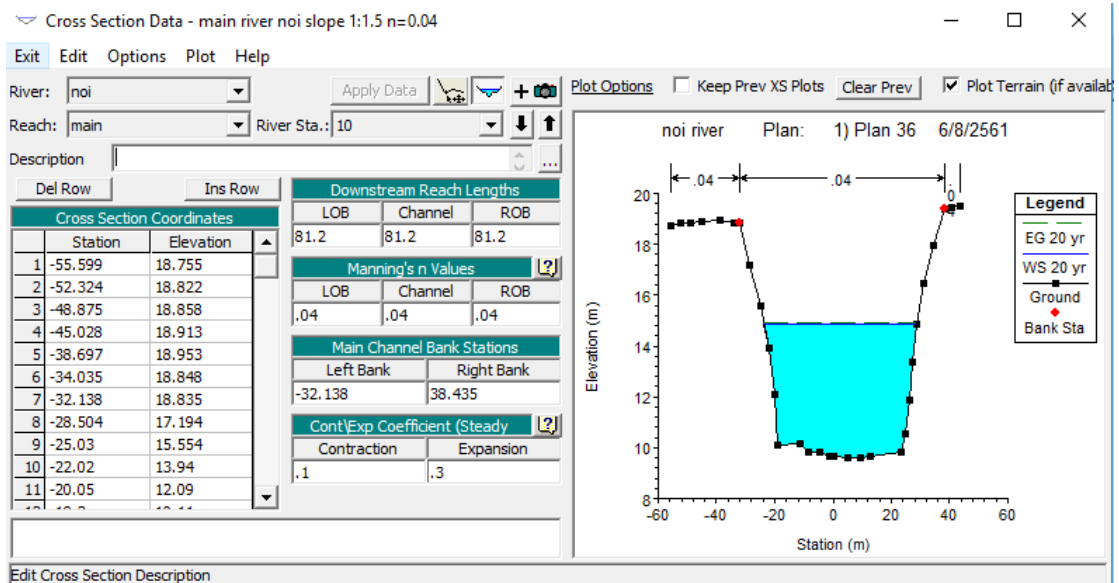 Cross Section Data - main river noi slope 1:1.5 n=0.04
Exit Edit Options Plot Help
River: noi
Apply Data
Reach: main River Sta.: 10
Description
...
Del Row Ins Row
Cross Section Coordinates
Station Elevation
1 -55.599 18.755
2 -52.324 18.822
3 -48.875 18.858
4 -45.028 18.913
5 -38.697 18.953
6 -34.035 18.848
7 -32.138 18.835
8 -28.504 17.194
9 -25.03 15.554
10 -22.02 13.94
11 -20.05 12.09
Downstream Reach Lengths
LOB Channel ROB
81.2 81.2 81.2
Manning's n Values
LOB Channel ROB
.04 .04 .04
Main Channel Bank Stations
Left Bank Right Bank
-32.138 38.435
Cont\Exp Coefficient (Steady
Contraction Expansion
.1 .3
Edit Cross Section Description
Plot Options Keep Prev XS Plots Clear Prev Plot Terrain (if availab
noi river Plan: 1) Plan 36 6/8/2561
.04 .04 .04
20
18
16
14
12
10
8
Elevation (m)
-60 -40 -20 0 20 40 60
Station (m)
Legend
EG 20 yr
WS 20 yr
Ground
Bank Sta